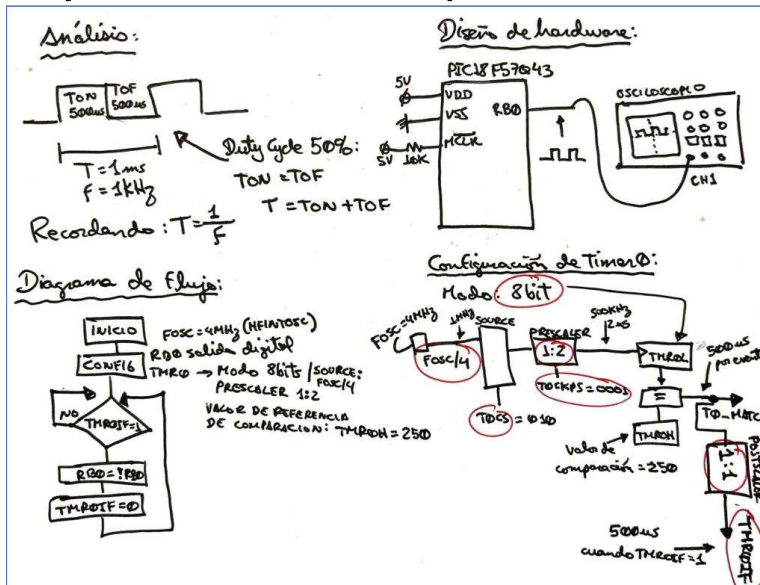 Análisis:
TON
500us
TOF
500us
T=1ms
f=1KHz
Duty Cycle 50%:
TON=TOF
T=TON+TOF
Recordando: T=1/f
Diseño de hardware:
PIC18F57Q43
5V
VDD
VSS
MCLR
5V
10K
RB0
OSCILOSCOPIO
CH1
Diagrama de Flujo:
INICIO
CONFIG
NO
TMR0IF=1
RB0=!RB0
TMR0IF=0
FOSC=4MHz (HFINTOSC)
RB0 salida digital
TMR0 → Modo 8bits / SOURCE: FOSC/4
PRESCALER 1:2
VALOR DE REFERENCIA
DE COMPARACION: TMR0H=250
Configuración de Timer0:
Modo: 8bit
FOSC=4MHz
FOSC/4
1MHz
SOURCE
T0CS=010
PRESCALER
1:2
T0CKPS=0001
500KHz
2us
TMR0L
=
TMR0H
Valor de
comparación=250
500us
por evento
T0_MATC
1:1
POSTSCALER
TMR0IF
500us
cuando TMR0IF=1